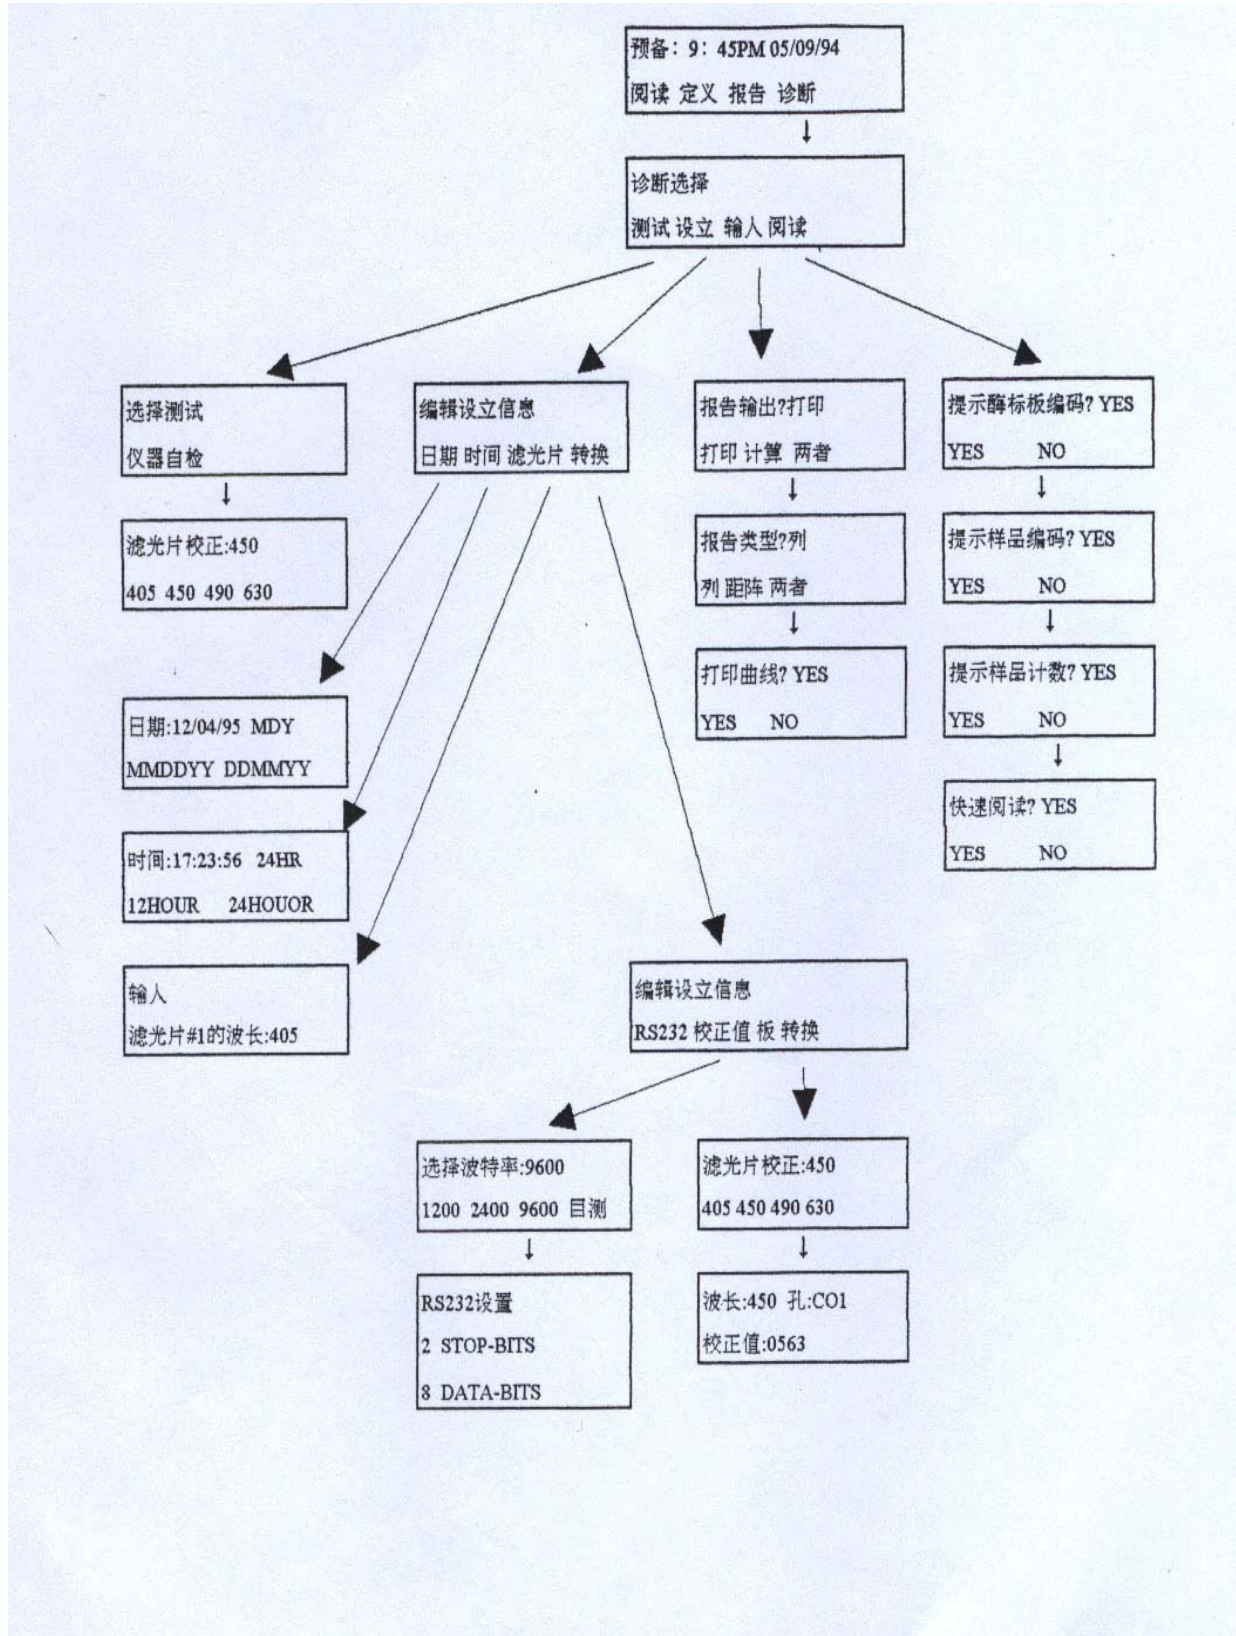 预备：9：45PM 05/09/94
阅读 定义 报告 诊断
诊断选择
测试 设立 输人 阅读
选择测试
仪器自检
滤光片校正:450
405 450 490 630
编辑设立信息
日期 时间 滤光片 转换
日期:12/04/95 MDY
MMDDYY DDMMYY
时间:17:23:56 24HR
12HOUR 24HOUOR
输人
滤光片#1的波长:405
报告输出?打印
打印 计算 两者
报告类型?列
列 距阵 两者
打印曲线? YES
YES NO
提示酶标板编码? YES
YES NO
提示样品编码? YES
YES NO
提示样品计数? YES
YES NO
快速阅读? YES
YES NO
编辑设立信息
RS232 校正值 板 转换
选择波特率:9600
1200 2400 9600 目测
RS232设置
2 STOP-BITS
8 DATA-BITS
滤光片校正:450
405 450 490 630
波长:450 孔:CO1
校正值:0563